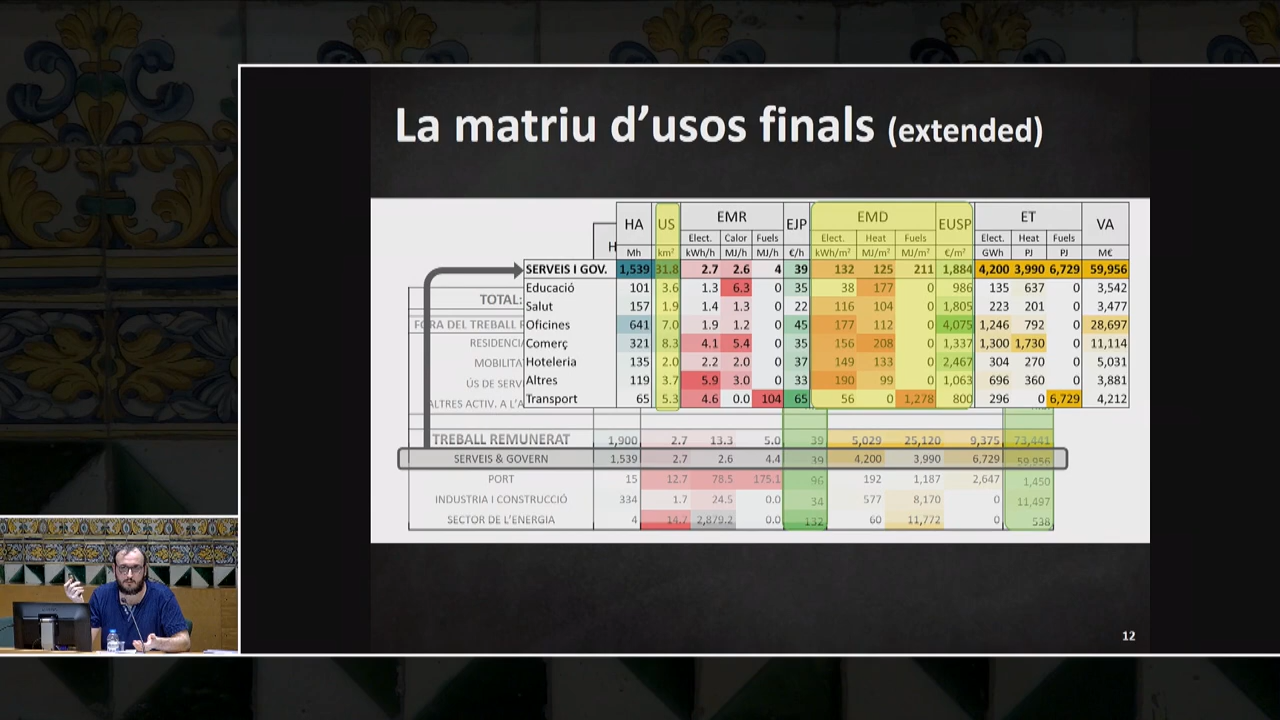 La matriu d'usos finals (extended)
HA US EMR EJP EMD EUSP ET VA
Elect. Calor Fuels Elect. Heat Fuels Elect. Heat Fuels
H Mh km² kWh/h MJ/h MJ/h €/h kWh/m² MJ/m² MJ/m² €/m² GWh PJ PJ M€
SERVEIS I GOV. 1,539 31.8 2.7 2.6 4 39 132 125 211 1,884 4,200 3,990 6,729 59,956
Educació 101 3.6 1.3 6.3 0 35 38 177 0 986 135 637 0 3,542
TOTAL: Salut 157 1.9 1.4 1.3 0 22 116 104 0 1,805 223 201 0 3,477
FORA DEL TREBALL Oficines 641 7.0 1.9 1.2 0 45 177 112 0 4,075 1,246 792 0 28,697
RESIDENCI Comerç 321 8.3 4.1 5.4 0 35 156 208 0 1,337 1,300 1,730 0 11,114
MOBILITA Hoteleria 135 2.0 2.2 2.0 0 37 149 133 0 2,467 304 270 0 5,031
ÚS DE SERV Altres 119 3.7 5.9 3.0 0 33 190 99 0 1,063 696 360 0 3,881
ALTRES ACTIV. A L'A Transport 65 5.3 4.6 0.0 104 65 56 0 1,278 800 296 0 6,729 4,212
TREBALL REMUNERAT 1,900 2.7 13.3 5.0 39 5,029 25,120 9,375 73,441
SERVEIS & GOVERN 1,539 2.7 2.6 4.4 39 4,200 3,990 6,729 59,956
PORT 15 12.7 78.5 175.1 96 192 1,187 2,647 1,450
INDUSTRIA I CONSTRUCCIÓ 334 1.7 24.5 0.0 34 577 8,170 0 11,497
SECTOR DE L'ENERGIA 4 14.7 2,879.2 0.0 132 60 11,772 0 538
12